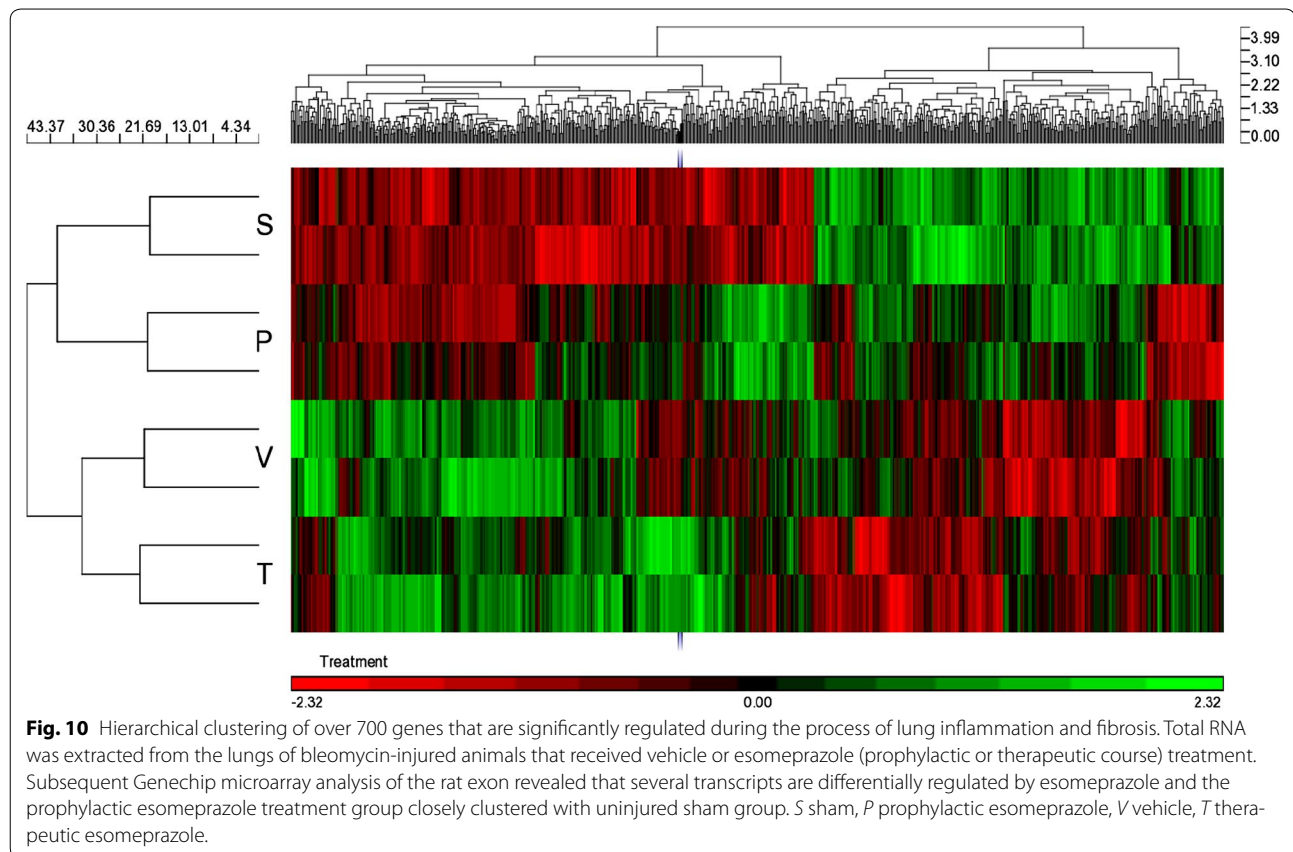 3.99
3.10
2.22
1.33
0.00
43.37 30.36 21.69 13.01 4.34
S
P
V
T
Treatment
-2.32 0.00 2.32
Fig. 10 Hierarchical clustering of over 700 genes that are significantly regulated during the process of lung inflammation and fibrosis. Total RNA
was extracted from the lungs of bleomycin-injured animals that received vehicle or esomeprazole (prophylactic or therapeutic course) treatment.
Subsequent Genechip microarray analysis of the rat exon revealed that several transcripts are differentially regulated by esomeprazole and the
prophylactic esomeprazole treatment group closely clustered with uninjured sham group. S sham, P prophylactic esomeprazole, V vehicle, T thera-
peutic esomeprazole.